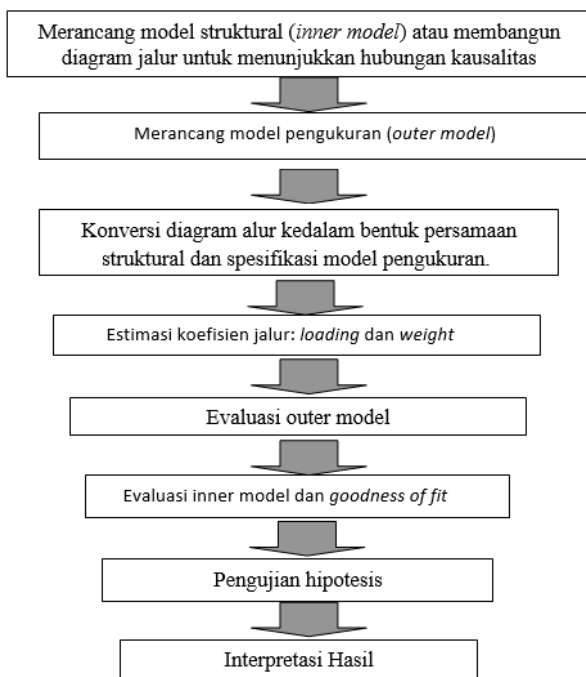 Merancang model struktural (inner model) atau membangun
diagram jalur untuk menunjukkan hubungan kausalitas
Merancang model pengukuran (outer model)
Konversi diagram alur kedalam bentuk persamaan
struktural dan spesifikasi model pengukuran.
Estimasi koefisien jalur: loading dan weight
Evaluasi outer model
Evaluasi inner model dan goodness of fit
Pengujian hipotesis
Interpretasi Hasil